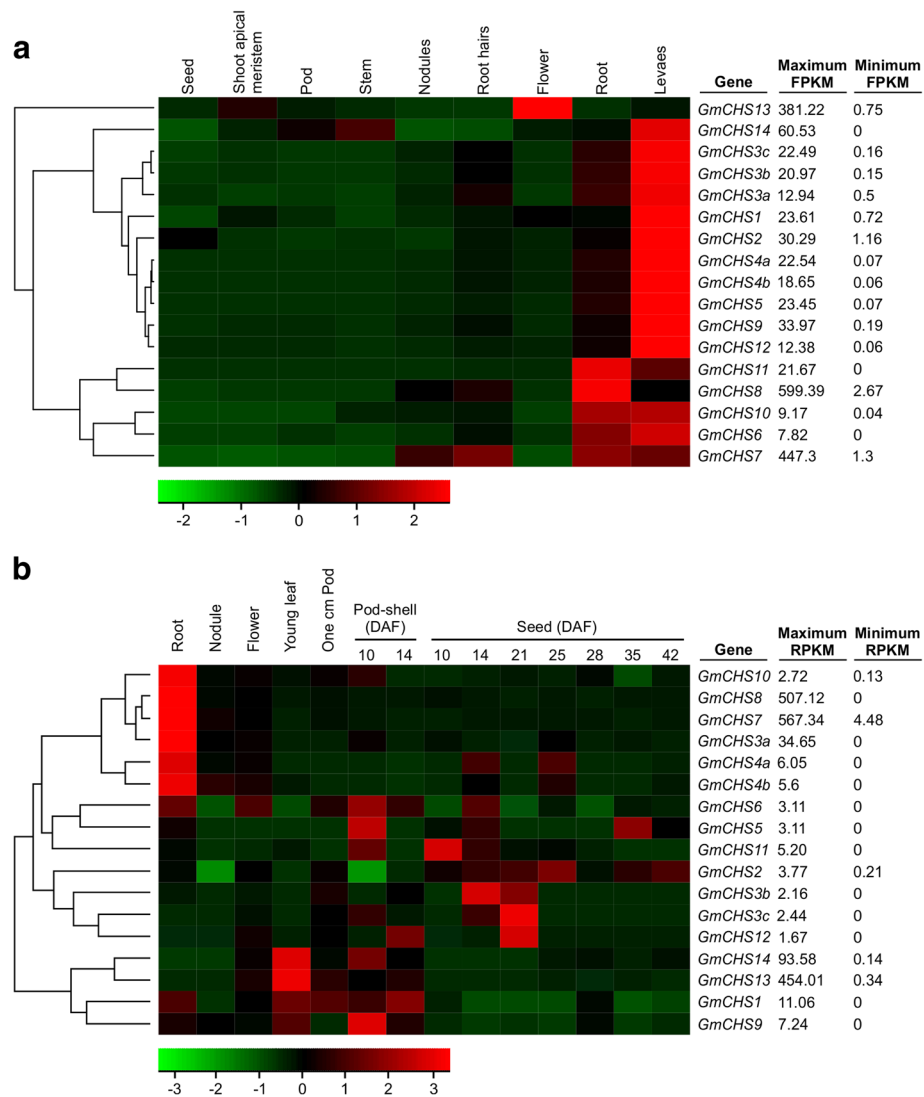 a
Seed
Shoot apical
meristem
Pod
Stem
Nodules
Root hairs
Flower
Root
Levaes
Gene Maximum FPKM Minimum FPKM
GmCHS13 381.22 0.75
GmCHS14 60.53 0
GmCHS3c 22.49 0.16
GmCHS3b 20.97 0.15
GmCHS3a 12.94 0.5
GmCHS1 23.61 0.72
GmCHS2 30.29 1.16
GmCHS4a 22.54 0.07
GmCHS4b 18.65 0.06
GmCHS5 23.45 0.07
GmCHS9 33.97 0.19
GmCHS12 12.38 0.06
GmCHS11 21.67 0
GmCHS8 599.39 2.67
GmCHS10 9.17 0.04
GmCHS6 7.82 0
GmCHS7 447.3 1.3
-2 -1 0 1 2
b
Root
Nodule
Flower
Young leaf
One cm Pod
Pod-shell
(DAF)
10 14
Seed (DAF)
10 14 21 25 28 35 42
Gene Maximum RPKM Minimum RPKM
GmCHS10 2.72 0.13
GmCHS8 507.12 0
GmCHS7 567.34 4.48
GmCHS3a 34.65 0
GmCHS4a 6.05 0
GmCHS4b 5.6 0
GmCHS6 3.11 0
GmCHS5 3.11 0
GmCHS11 5.20 0
GmCHS2 3.77 0.21
GmCHS3b 2.16 0
GmCHS3c 2.44 0
GmCHS12 1.67 0
GmCHS14 93.58 0.14
GmCHS13 454.01 0.34
GmCHS1 11.06 0
GmCHS9 7.24 0
-3 -2 -1 0 1 2 3